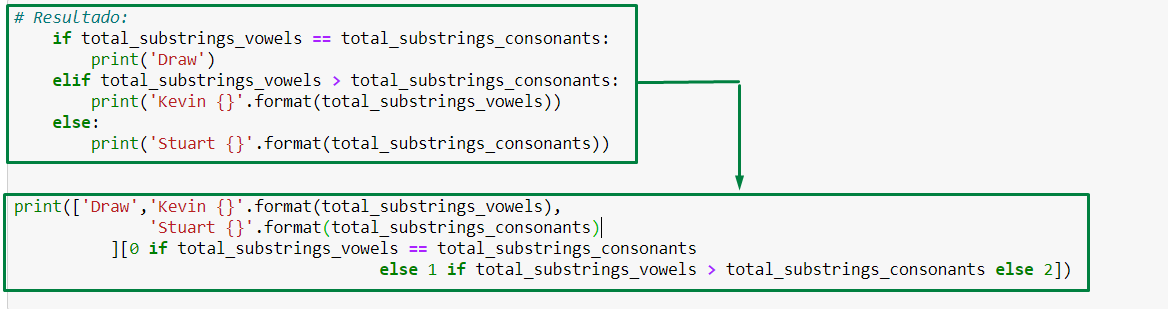 # Resultado:
if total_substrings_vowels == total_substrings_consonants:
print('Draw')
elif total_substrings_vowels > total_substrings_consonants:
print('Kevin {}'.format(total_substrings_vowels))
else:
print('Stuart {}'.format(total_substrings_consonants))
print(['Draw','Kevin {}'.format(total_substrings_vowels),
'Stuart {}'.format(total_substrings_consonants)
][0 if total_substrings_vowels == total_substrings_consonants
else 1 if total_substrings_vowels > total_substrings_consonants else 2])